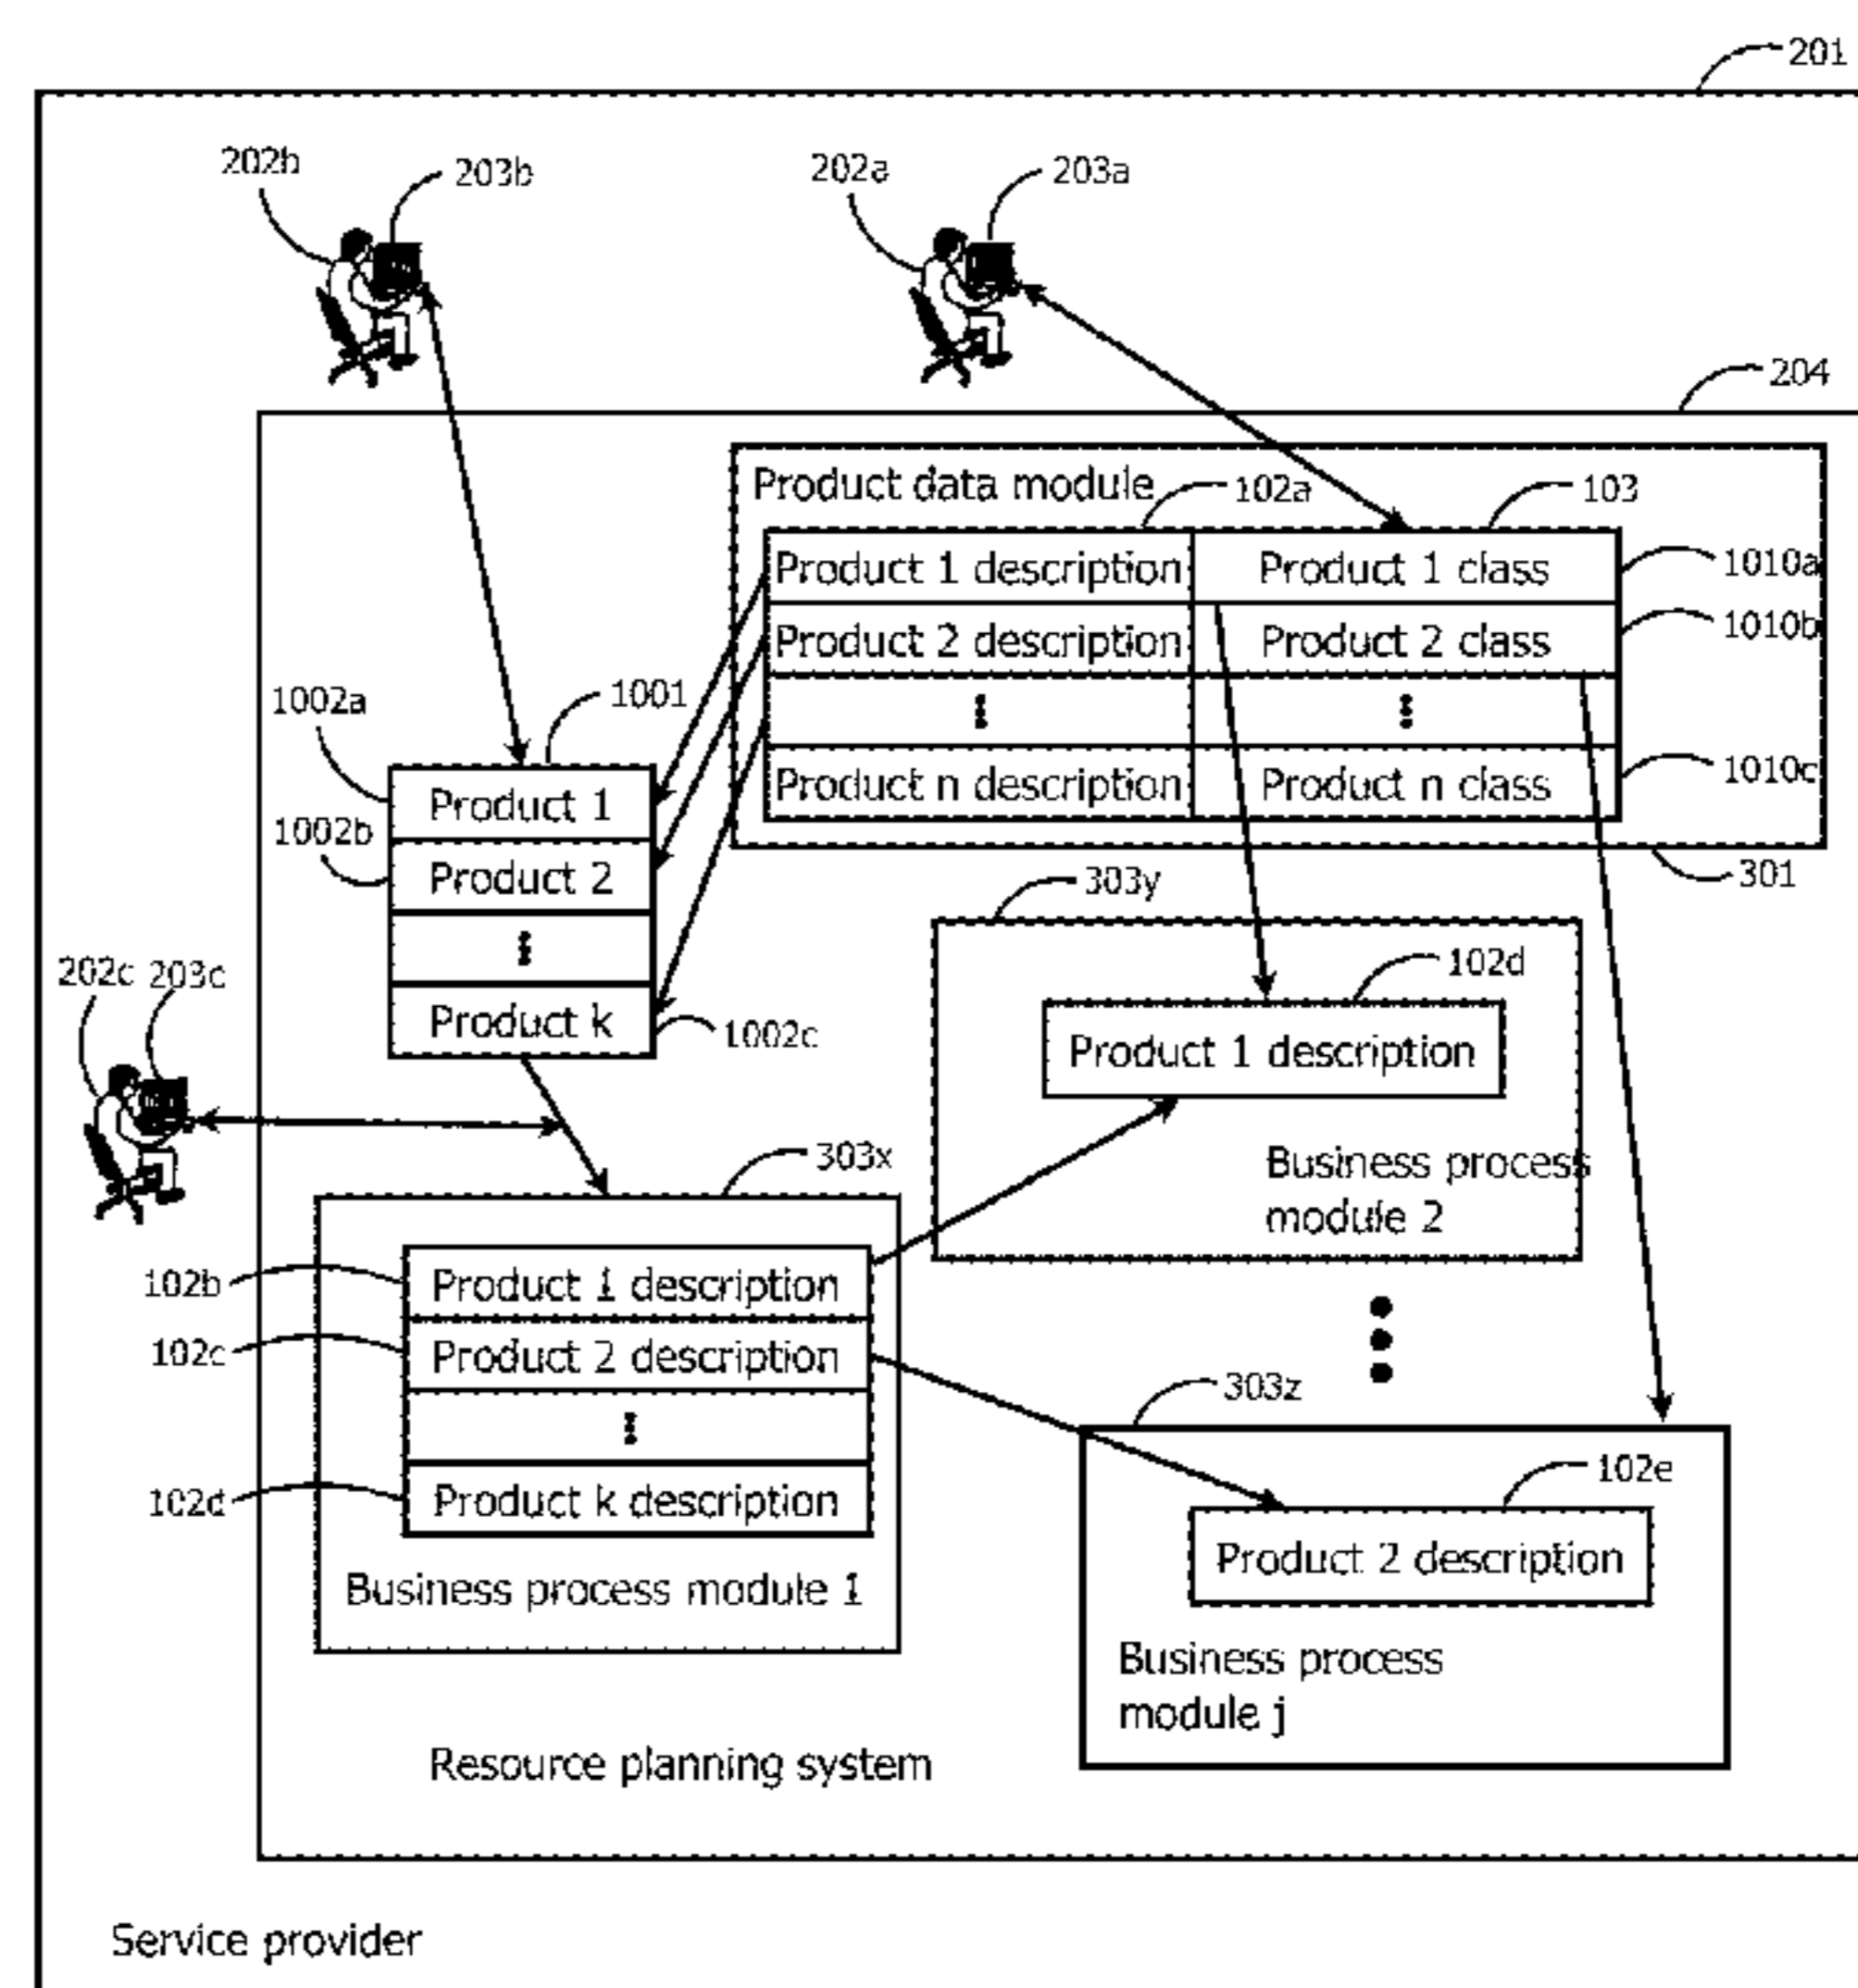 201
202b
203b
202a
203a
204
Product data module
102a
103
Product 1 description
Product 1 class
1010a
Product 2 description
Product 2 class
1010b
Product n description
Product n class
1010c
301
1002a
1001
Product 1
1002b
Product 2
Product k
1002c
202c
203c
303y
102d
Product 1 description
Business process
module 2
303x
102b
Product 1 description
102c
Product 2 description
102d
Product k description
Business process module 1
303z
102e
Product 2 description
Business process
module j
Resource planning system
Service provider